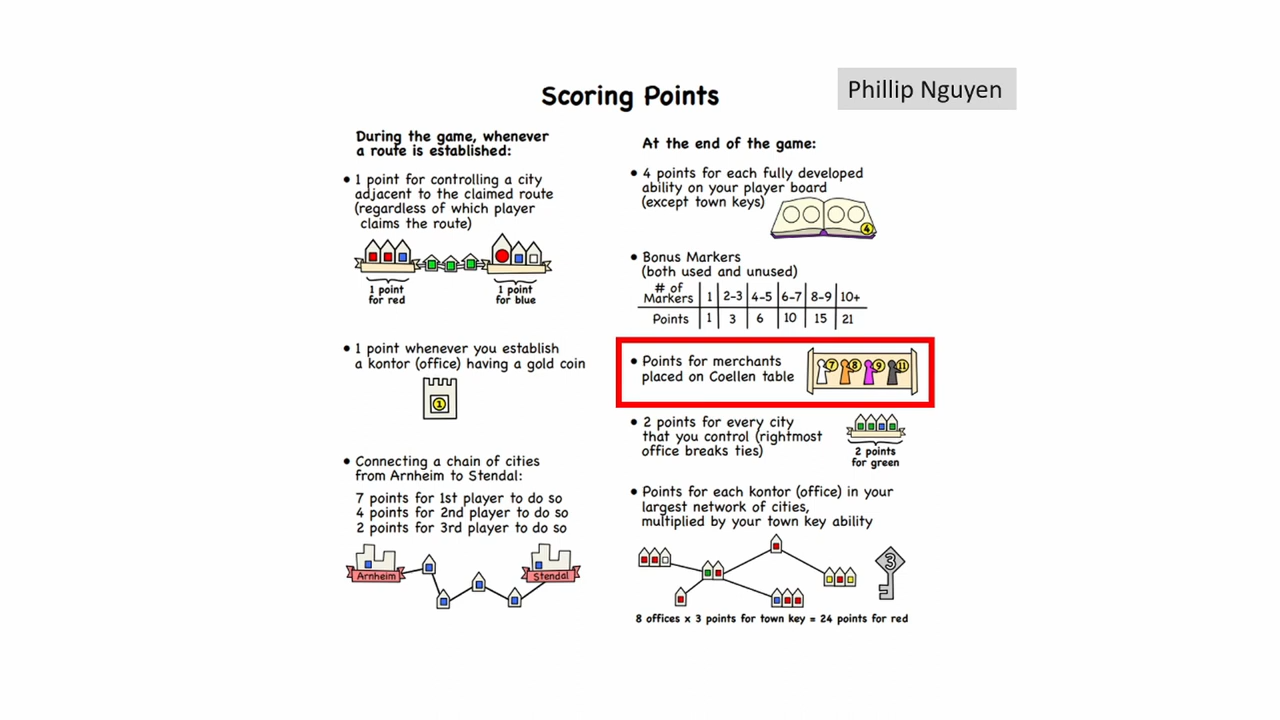 Scoring Points
Phillip Nguyen
During the game, whenever
a route is established:
• 1 point for controlling a city
adjacent to the claimed route
(regardless of which player
claims the route)
1 point
for red
1 point
for blue
• 1 point whenever you establish
a kontor (office) having a gold coin
1
• Connecting a chain of cities
from Arnheim to Stendal:
7 points for 1st player to do so
4 points for 2nd player to do so
2 points for 3rd player to do so
Arnheim
Stendal
At the end of the game:
• 4 points for each fully developed
ability on your player board
(except town keys)
4
• Bonus Markers
(both used and unused)
# of
Markers 1 2-3 4-5 6-7 8-9 10+
Points 1 3 6 10 15 21
• Points for merchants
placed on Coellen table
7 8 9 11
• 2 points for every city
that you control (rightmost
office breaks ties)
2 points
for green
• Points for each kontor (office) in your
largest network of cities,
multiplied by your town key ability
3
8 offices x 3 points for town key = 24 points for red